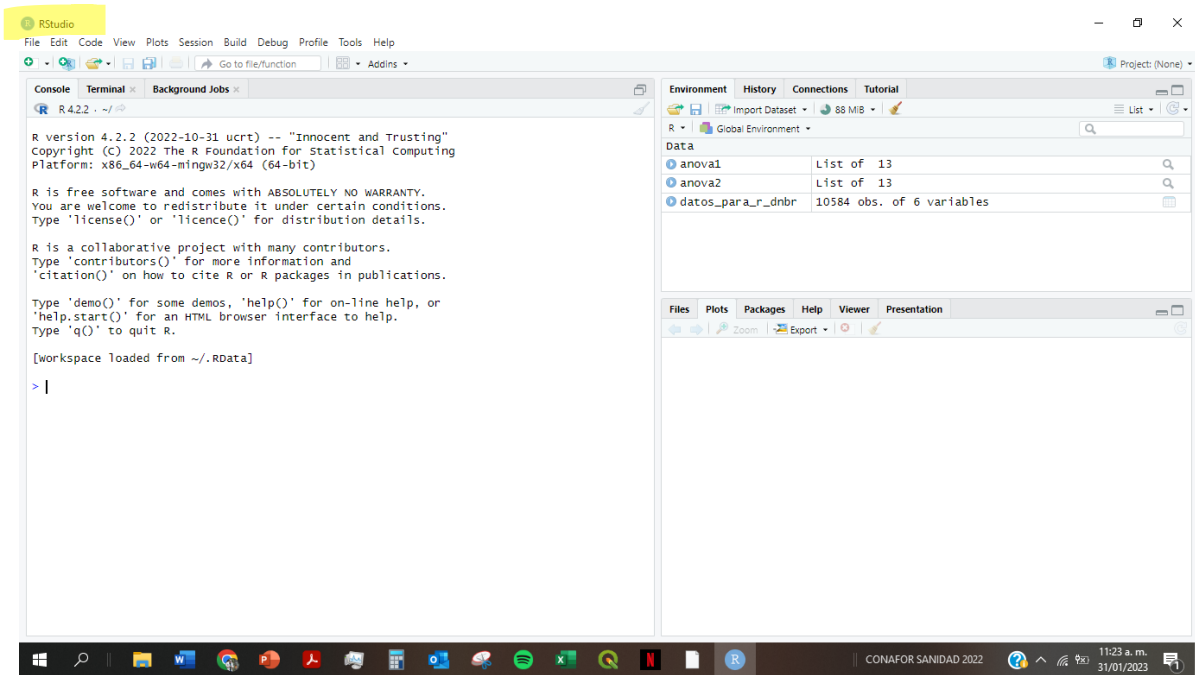 RStudio
File Edit Code View Plots Session Build Debug Profile Tools Help
Go to file/function Addins Project: (None)
Console Terminal Background Jobs
R 4.2.2 · ~/
R version 4.2.2 (2022-10-31 ucrt) -- "Innocent and Trusting"
Copyright (C) 2022 The R Foundation for Statistical Computing
Platform: x86_64-w64-mingw32/x64 (64-bit)
R is free software and comes with ABSOLUTELY NO WARRANTY.
You are welcome to redistribute it under certain conditions.
Type 'license()' or 'licence()' for distribution details.
R is a collaborative project with many contributors.
Type 'contributors()' for more information and
'citation()' on how to cite R or R packages in publications.
Type 'demo()' for some demos, 'help()' for on-line help, or
'help.start()' for an HTML browser interface to help.
Type 'q()' to quit R.
[Workspace loaded from ~/.RData]
>
Environment History Connections Tutorial
Import Dataset 88 MiB List
R Global Environment
Data
anova1 List of 13
anova2 List of 13
datos_para_r_dnbr 10584 obs. of 6 variables
Files Plots Packages Help Viewer Presentation
Zoom Export
CONAFOR SANIDAD 2022
11:23 a. m.
31/01/2023
1